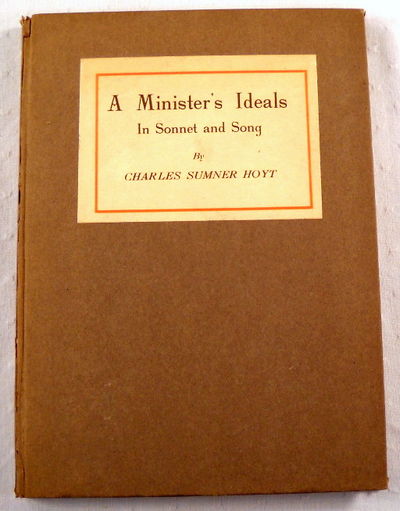 A Minister's Ideals
In Sonnet and Song
By
CHARLES SUMNER HOYT